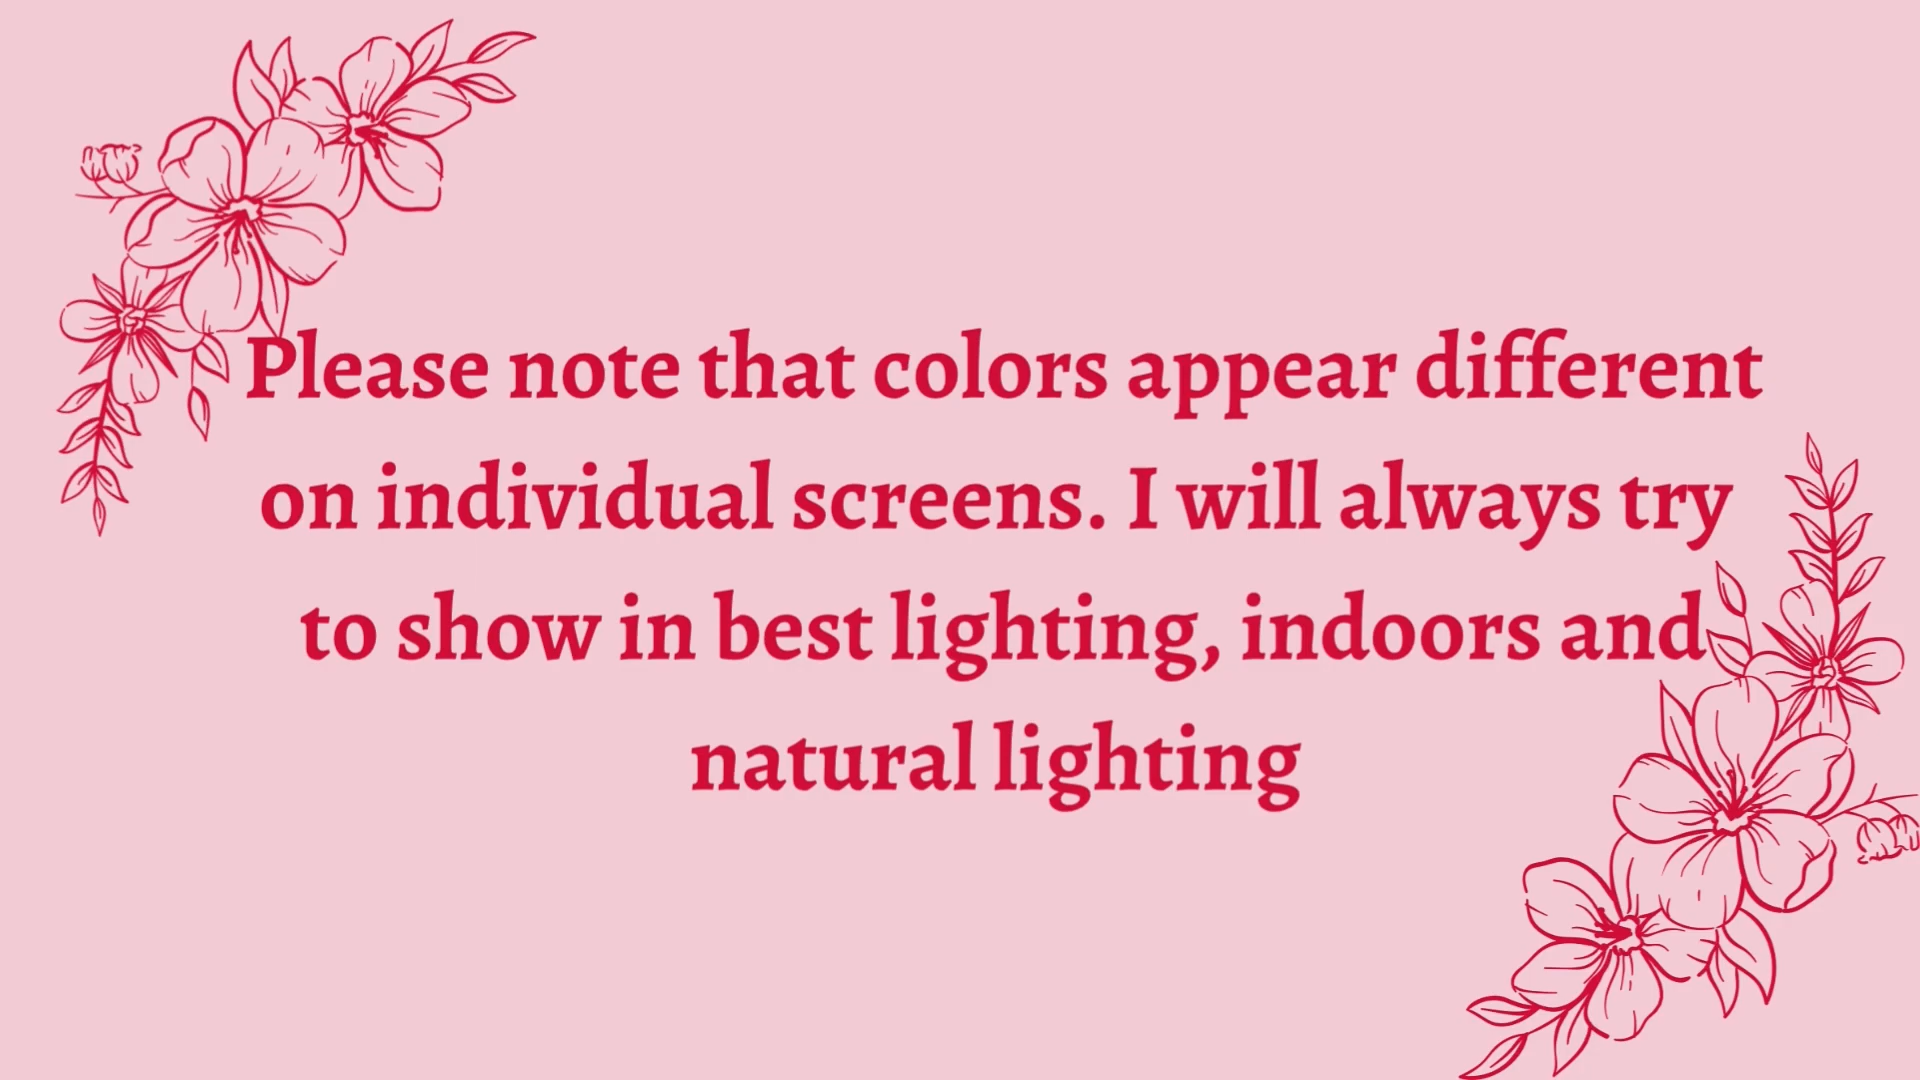 Please note that colors appear different
on individual screens. I will always try
to show in best lighting, indoors and
natural lighting